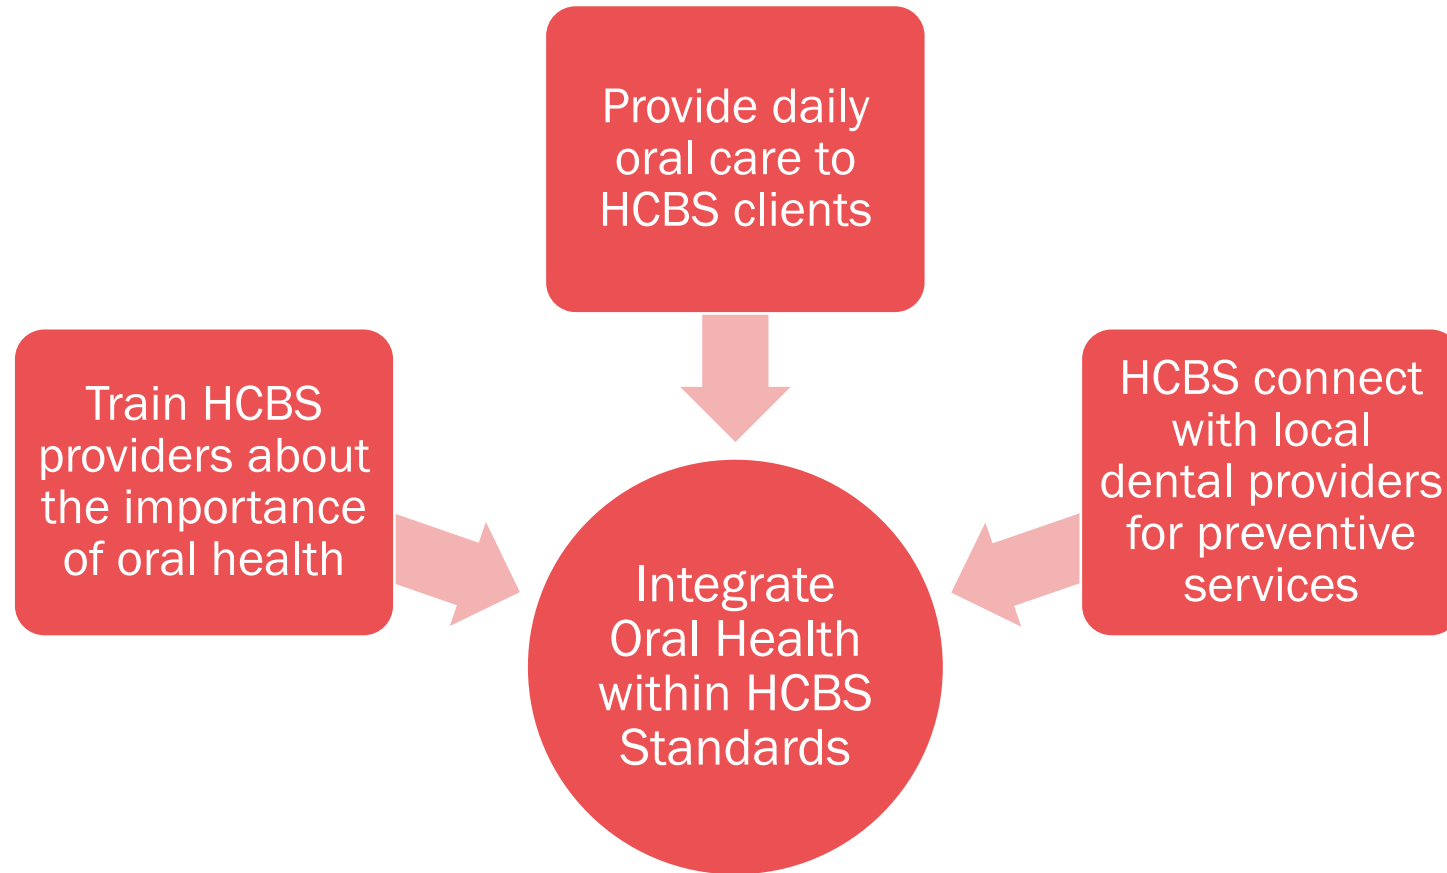 Provide daily
oral care to
HCBS clients
Train HCBS
providers about
the importance
of oral health
HCBS connect
with local
dental providers
for preventive
services
Integrate
Oral Health
within HCBS
Standards